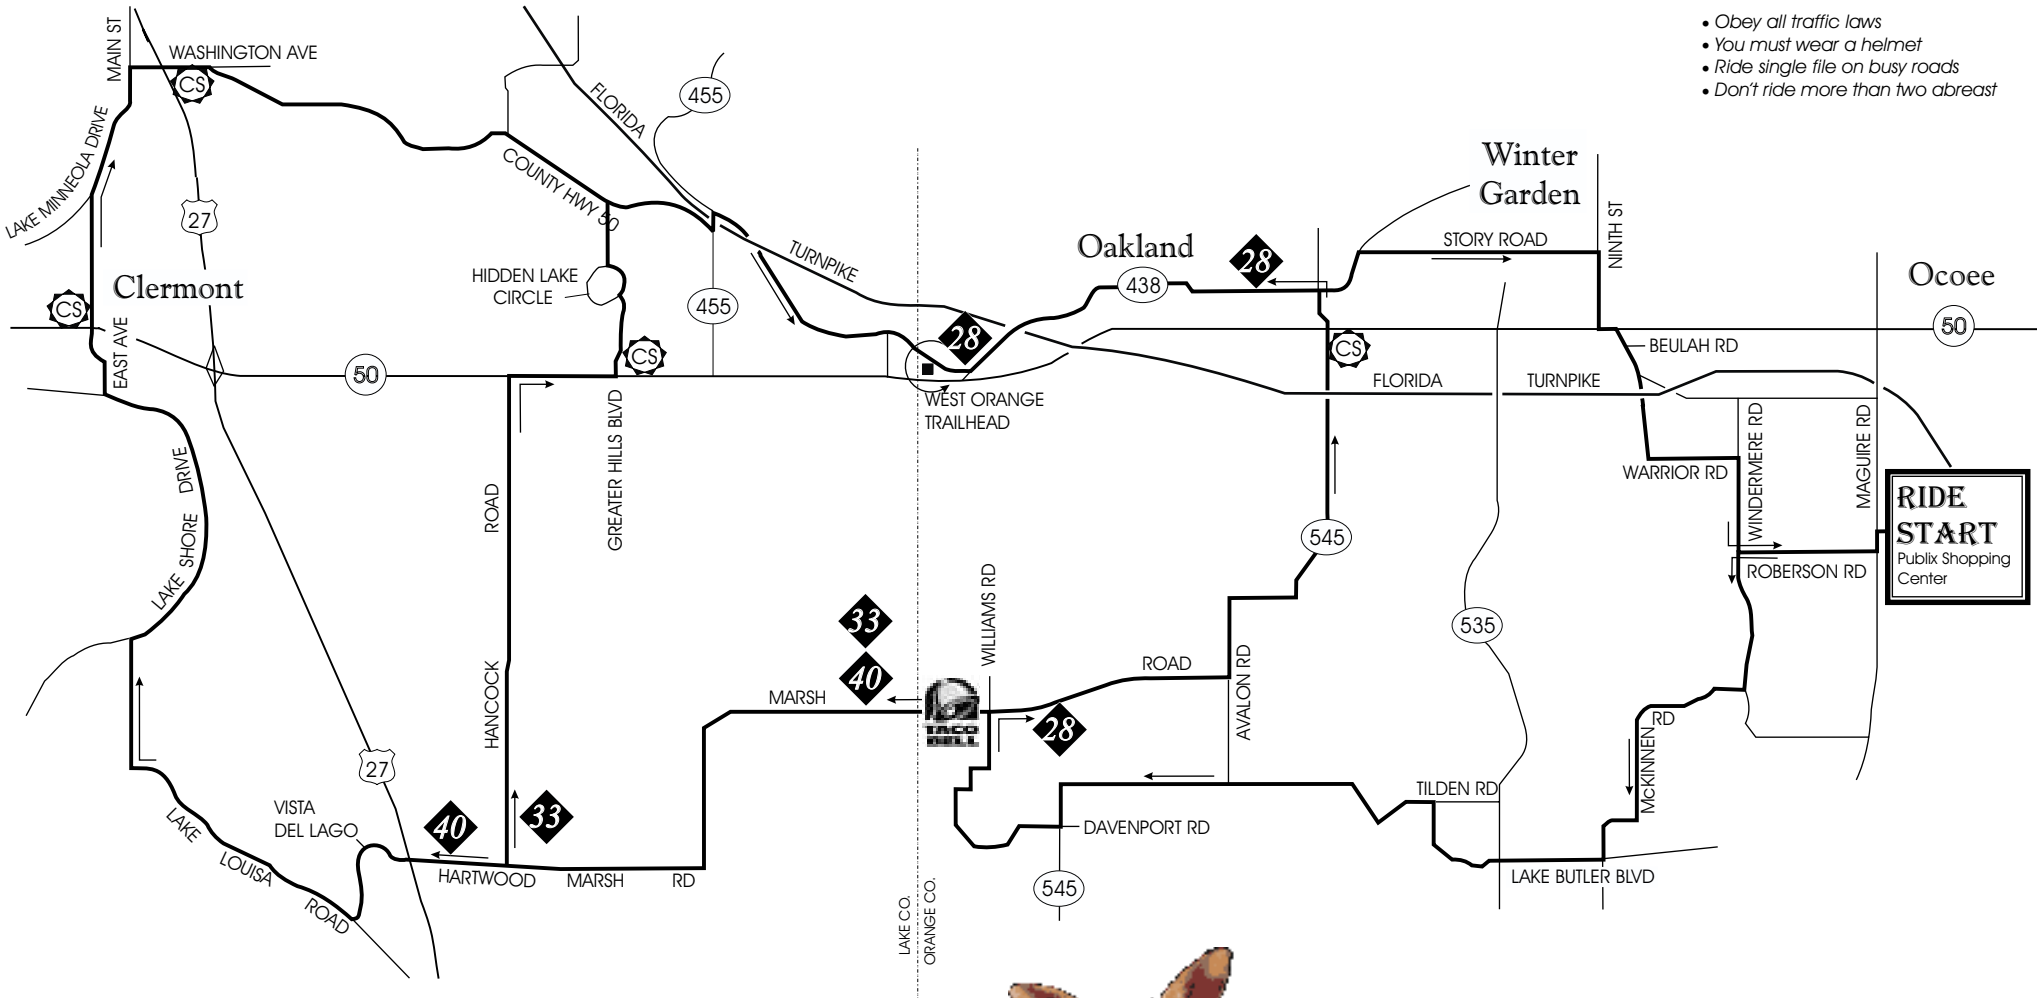 • Obey all traffic laws
• You must wear a helmet
• Ride single file on busy roads
• Don't ride more than two abreast
MAIN ST
WASHINGTON AVE
CS
LAKE MINNEOLA DRIVE
27
FLORIDA
455
COUNTY HWY 50
TURNPIKE
Clermont
CS
HIDDEN LAKE
CIRCLE
455
CS
EAST AVE
50
GREATER HILLS BLVD
Oakland
438
28
28
WEST ORANGE
TRAILHEAD
Winter
Garden
STORY ROAD
NINTH ST
Ocoee
50
CS
BEULAH RD
FLORIDA
TURNPIKE
WARRIOR RD
WINDERMERE RD
MAGUIRE RD
RIDE
START
Publix Shopping
Center
ROBERSON RD
LAKE SHORE DRIVE
HANCOCK ROAD
545
535
33
40
WILLIAMS RD
MARSH
ROAD
TACO
BELL
28
AVALON RD
RD
McKINNEN
27
VISTA
DEL LAGO
40
33
LAKE LOUISA ROAD
HARTWOOD MARSH RD
TILDEN RD
DAVENPORT RD
LAKE BUTLER BLVD
545
LAKE CO.
ORANGE CO.